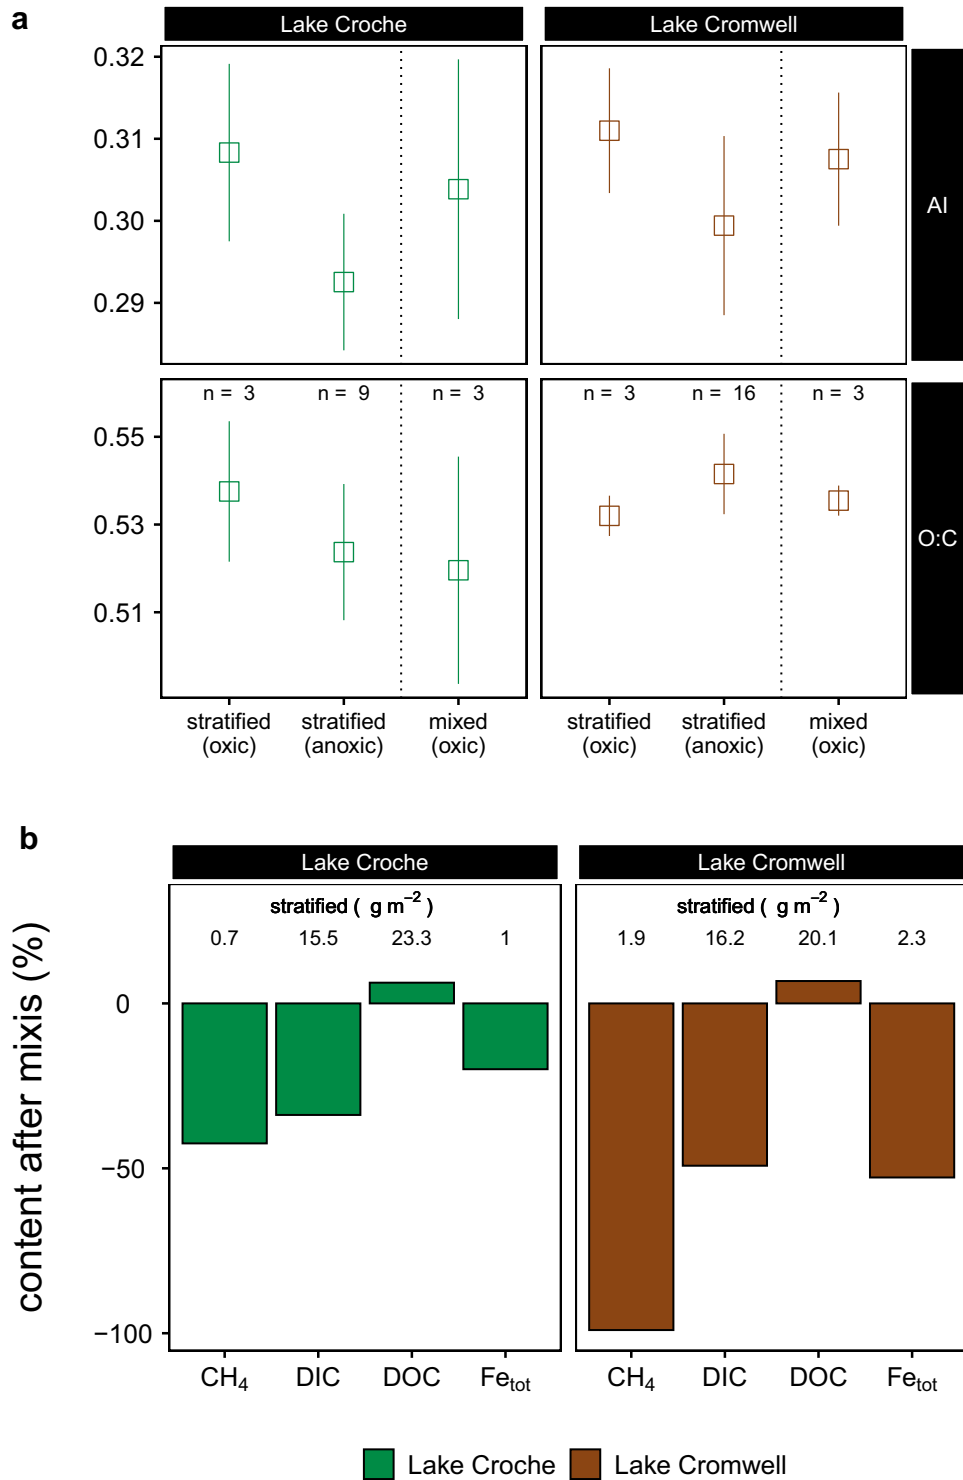 a
Lake Croche
Lake Cromwell
0.32
0.31
0.30
0.29
AI
n = 3
n = 9
n = 3
n = 3
n = 16
n = 3
0.55
0.53
0.51
O:C
stratified
(oxic)
stratified
(anoxic)
mixed
(oxic)
stratified
(oxic)
stratified
(anoxic)
mixed
(oxic)
b
Lake Croche
Lake Cromwell
stratified ( g m⁻² )
0.7 15.5 23.3 1
stratified ( g m⁻² )
1.9 16.2 20.1 2.3
content after mixis (%)
0
−50
−100
CH₄ DIC DOC Fe_tot
CH₄ DIC DOC Fe_tot
Lake Croche Lake Cromwell